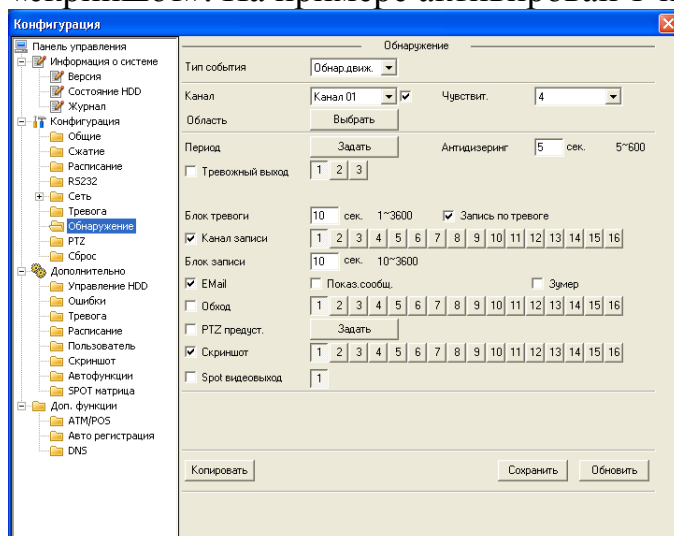 «скриншот». На примере активирован 1 к
Конфигурация
Панель управления
Информация о системе
Версия
Состояние HDD
Журнал
Конфигурация
Общие
Сжатие
Расписание
RS232
Сеть
Тревога
Обнаружение
PTZ
Сброс
Дополнительно
Управление HDD
Ошибки
Тревога
Расписание
Пользователь
Скриншот
Автофункции
SPOT матрица
Доп. функции
ATM/POS
Авто регистрация
DNS
Обнаружение
Тип события Обнар.движ.
Канал Канал 01 Чувствит. 4
Область Выбрать
Период Задать Антидизеринг 5 сек. 5~600
Тревожный выход 1 2 3
Блок тревоги 10 сек. 1~3600 Запись по тревоге
Канал записи 1 2 3 4 5 6 7 8 9 10 11 12 13 14 15 16
Блок записи 10 сек. 10~3600
EMail Показ.сообщ. Зумер
Обход 1 2 3 4 5 6 7 8 9 10 11 12 13 14 15 16
PTZ предуст. Задать
Скриншот 1 2 3 4 5 6 7 8 9 10 11 12 13 14 15 16
Spot видеовыход 1
Копировать Сохранить Обновить